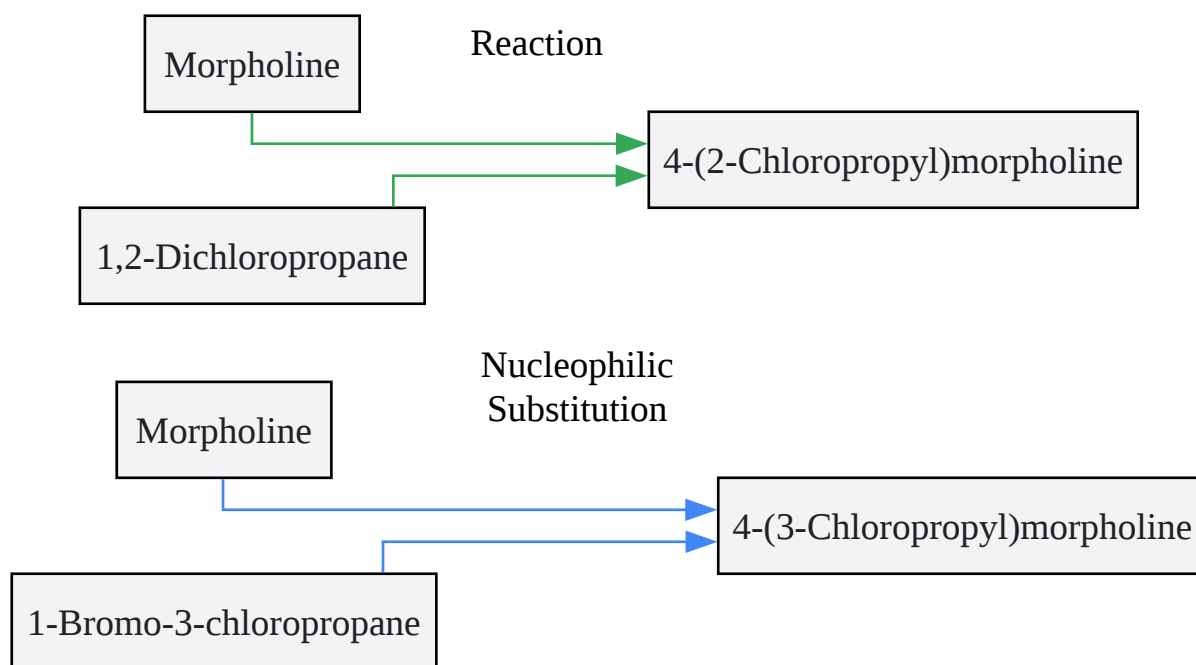 Morpholine
Reaction
4-(2-Chloropropyl)morpholine
1,2-Dichloropropane
Nucleophilic
Substitution
Morpholine
4-(3-Chloropropyl)morpholine
1-Bromo-3-chloropropane